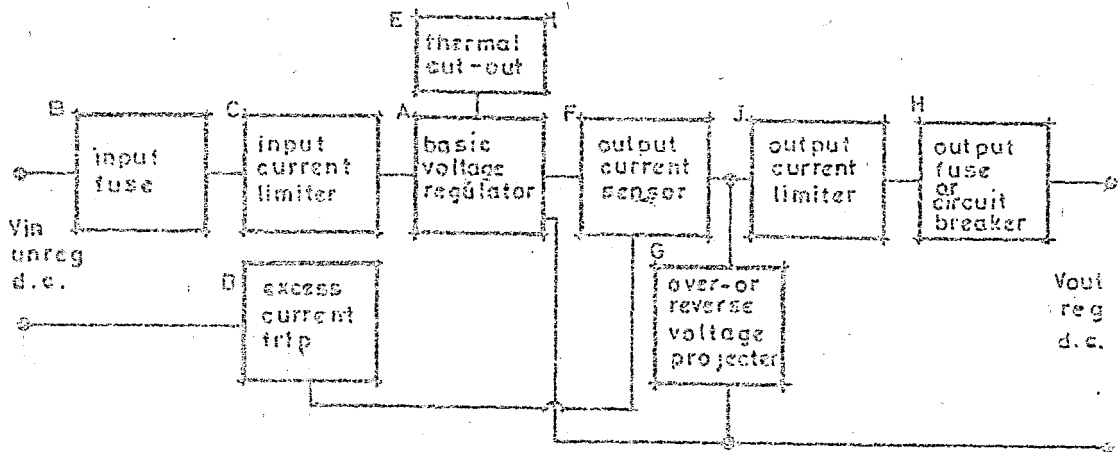 E
thermal
cut-out
B
input
fuse
C
input
current
limiter
A
basic
voltage
regulator
F
output
current
sensor
J
output
current
limiter
H
output
fuse
or
circuit
breaker
Vin
unreg
d.c.
D
excess
current
trip
G
over-or
reverse
voltage
projecter
Vout
reg
d.c.